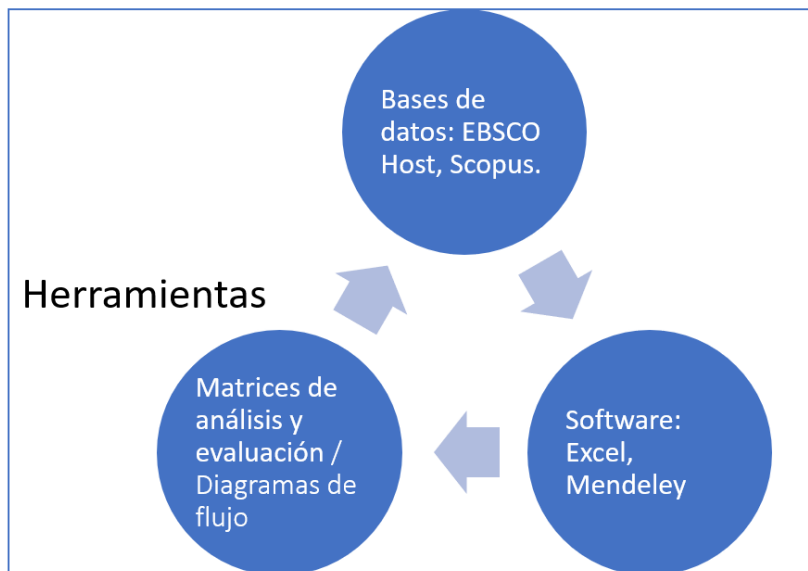 Bases de
datos: EBSCO
Host, Scopus.
Herramientas
Matrices de
análisis y
evaluación /
Diagramas de
flujo
Software:
Excel,
Mendeley